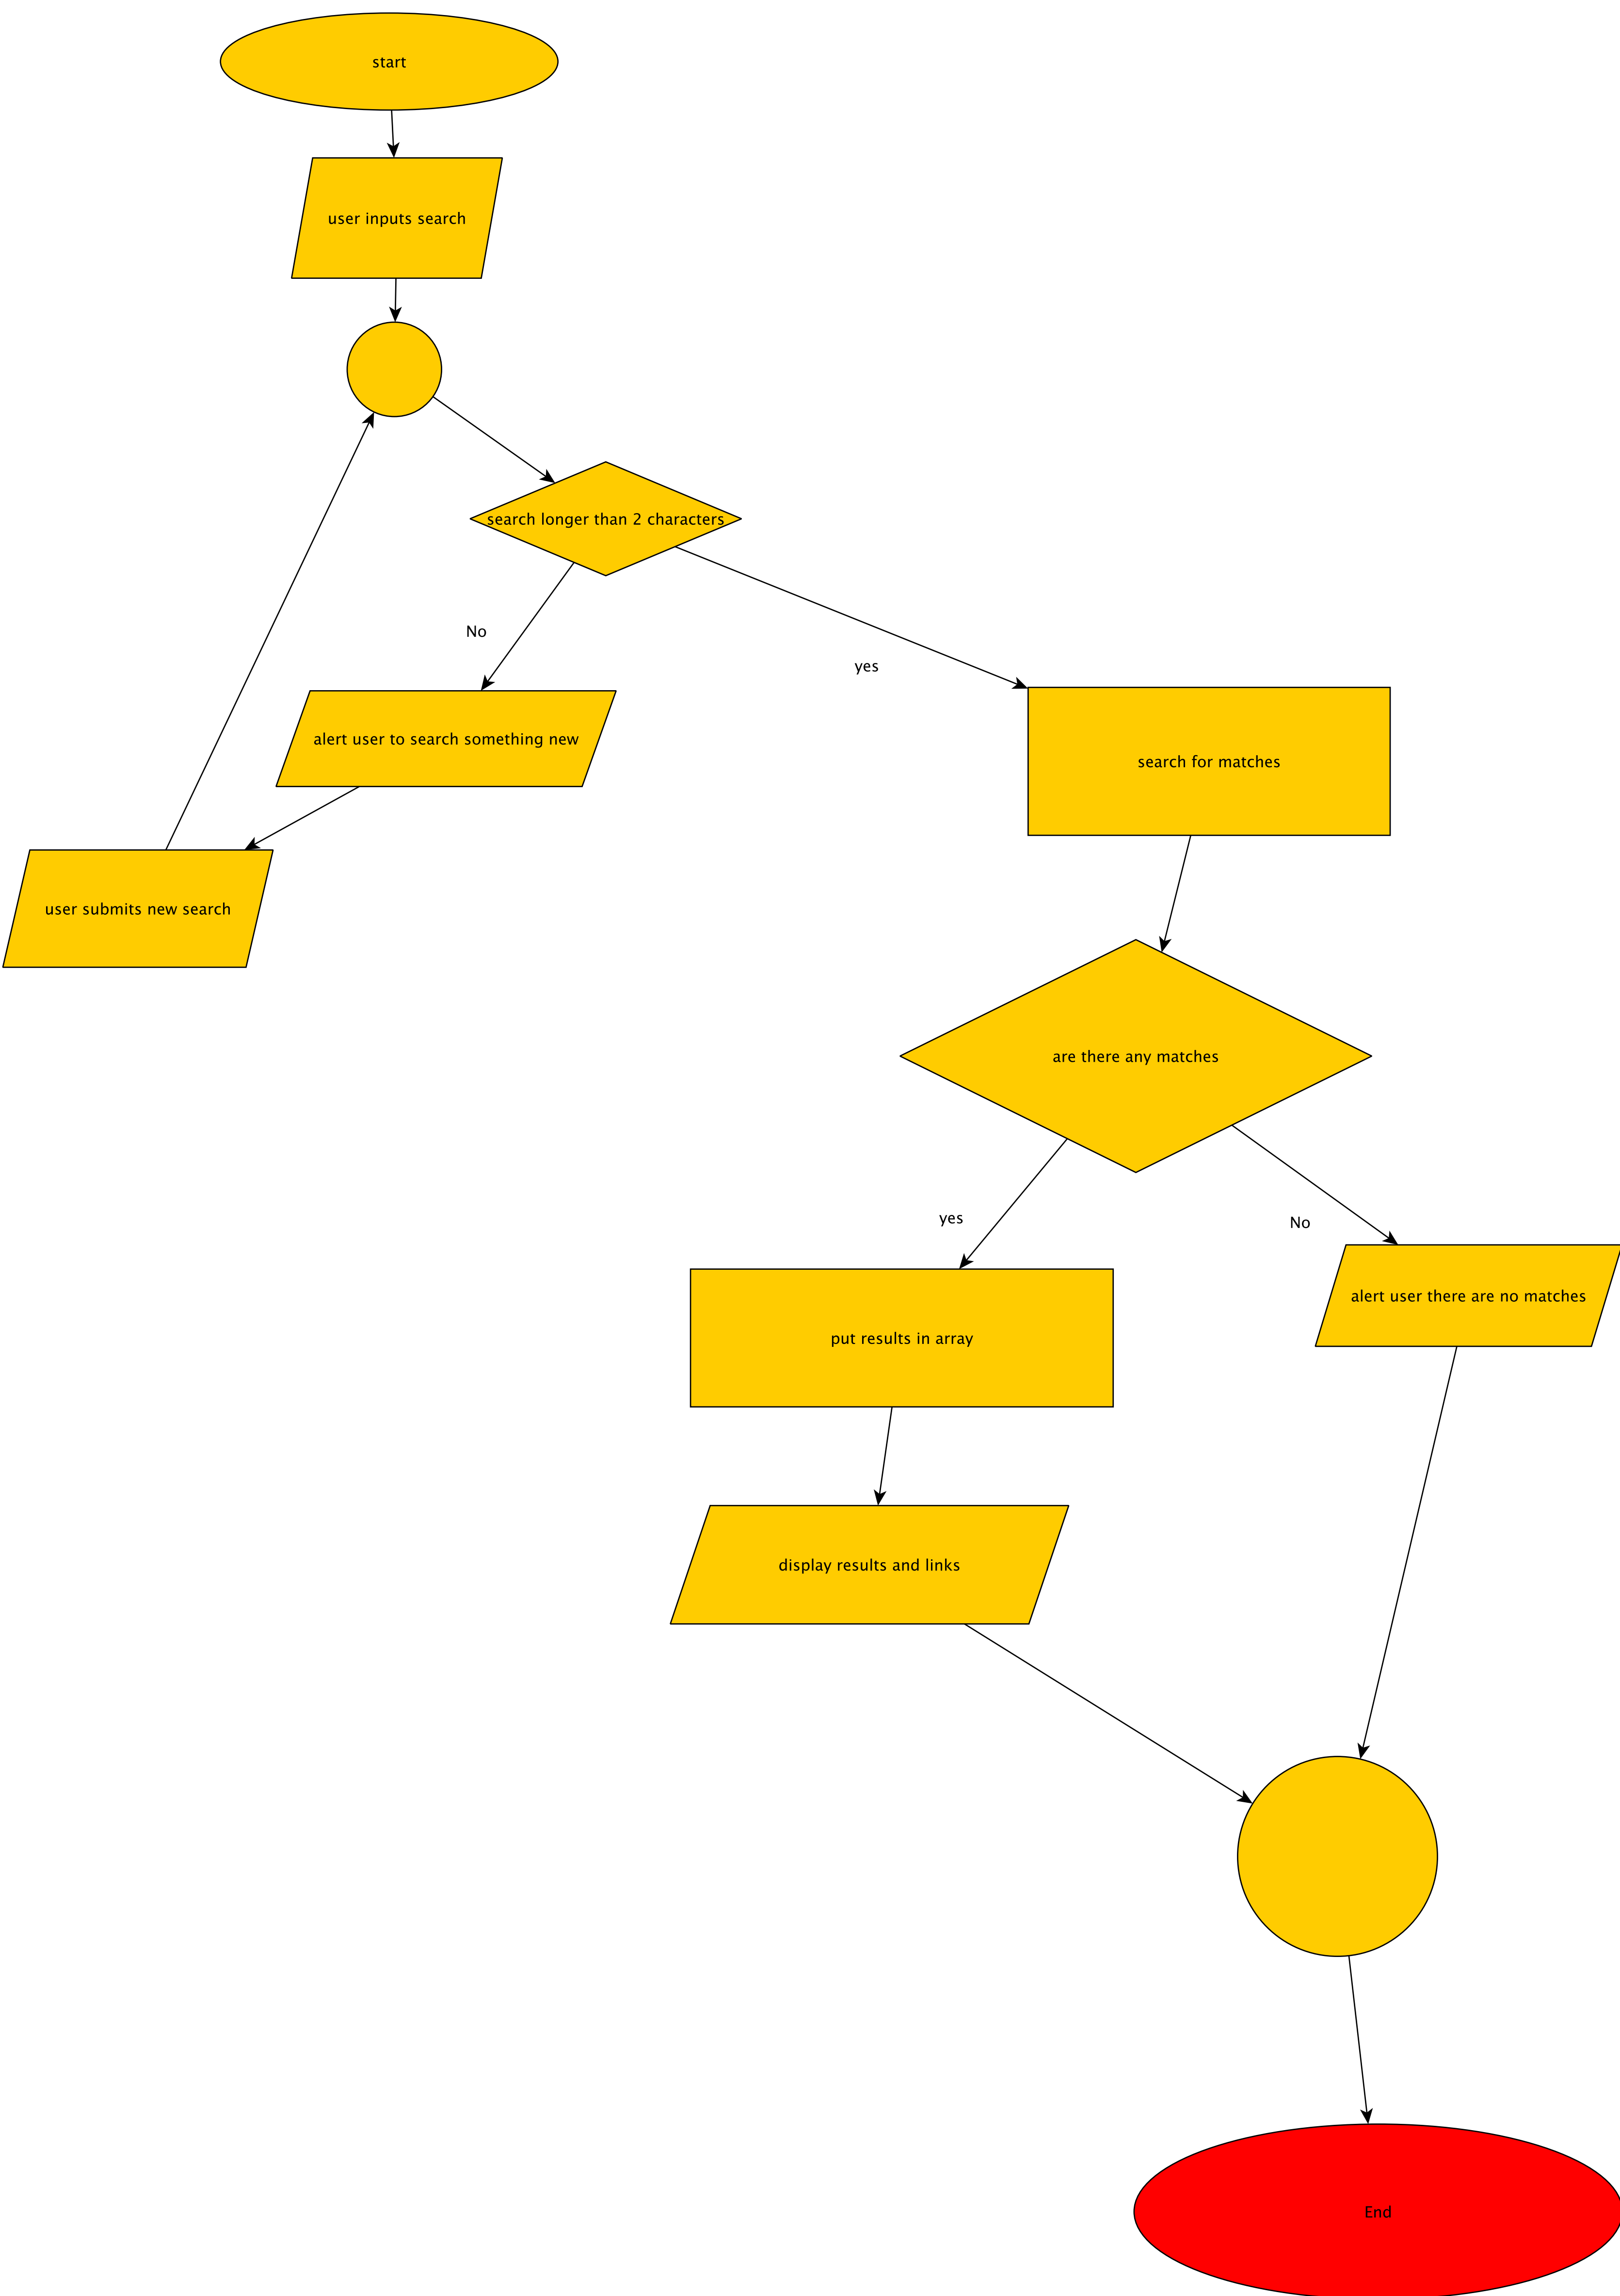 start
user inputs search
search longer than 2 characters
No
yes
alert user to search something new
search for matches
user submits new search
are there any matches
yes
No
alert user there are no matches
put results in array
display results and links
End